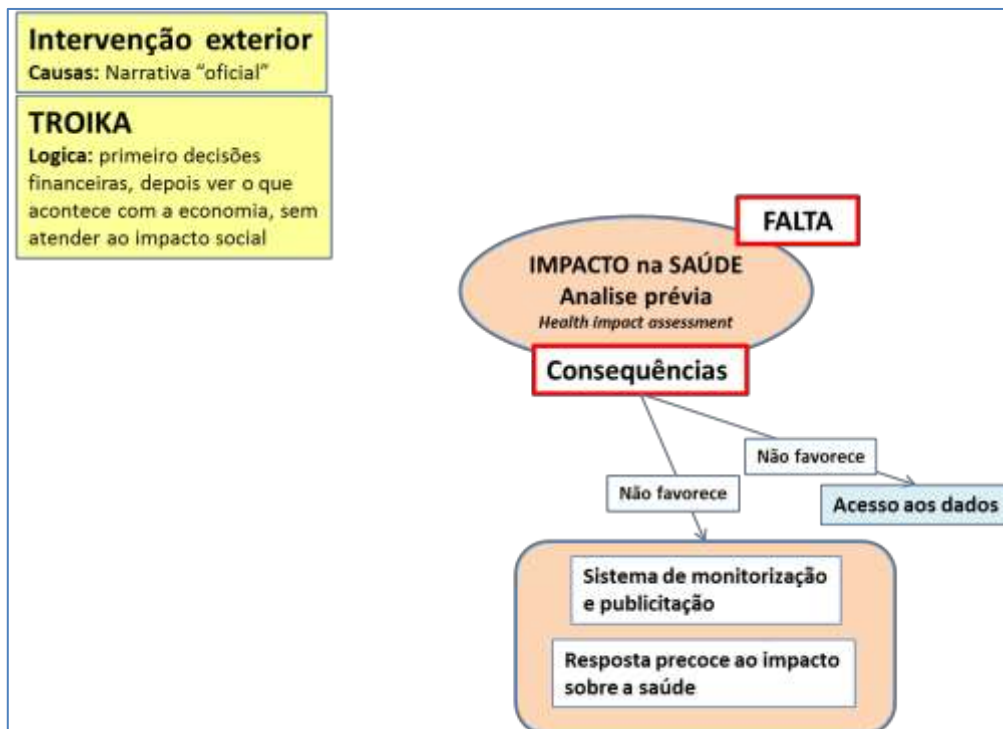 Intervenção exterior
Causas: Narrativa “oficial”
TROIKA
Logica: primeiro decisões
financeiras, depois ver o que
acontece com a economia, sem
atender ao impacto social
FALTA
IMPACTO na SAÚDE
Analise prévia
Health impact assessment
Consequências
Não favorece
Não favorece
Acesso aos dados
Sistema de monitorização
e publicitação
Resposta precoce ao impacto
sobre a saúde